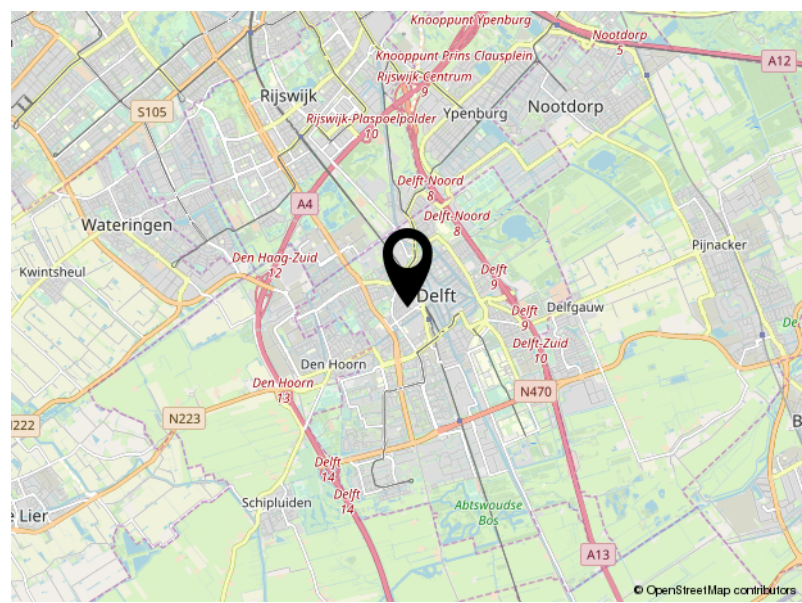 Knooppunt Ypenburg
Nootdorp
5
Knooppunt Prins Clausplein
A12
Rijswijk-Centrum
9
Rijswijk
Nootdorp
S105
Ypenburg
Rijswijk-Plaspoelpolder
10
Delft-Noord
8
A4
Delft-Noord
8
Wateringen
Pijnacker
Den Haag-Zuid
12
Kwintsheul
Delft
9
Delft
Delfgauw
Delft
9
Delft-Zuid
10
Den Hoorn
Den Hoorn
13
N470
N223
Delft
14
Schipluiden
Delft
14
Abtswoudse
Bos
A13
© OpenStreetMap contributors